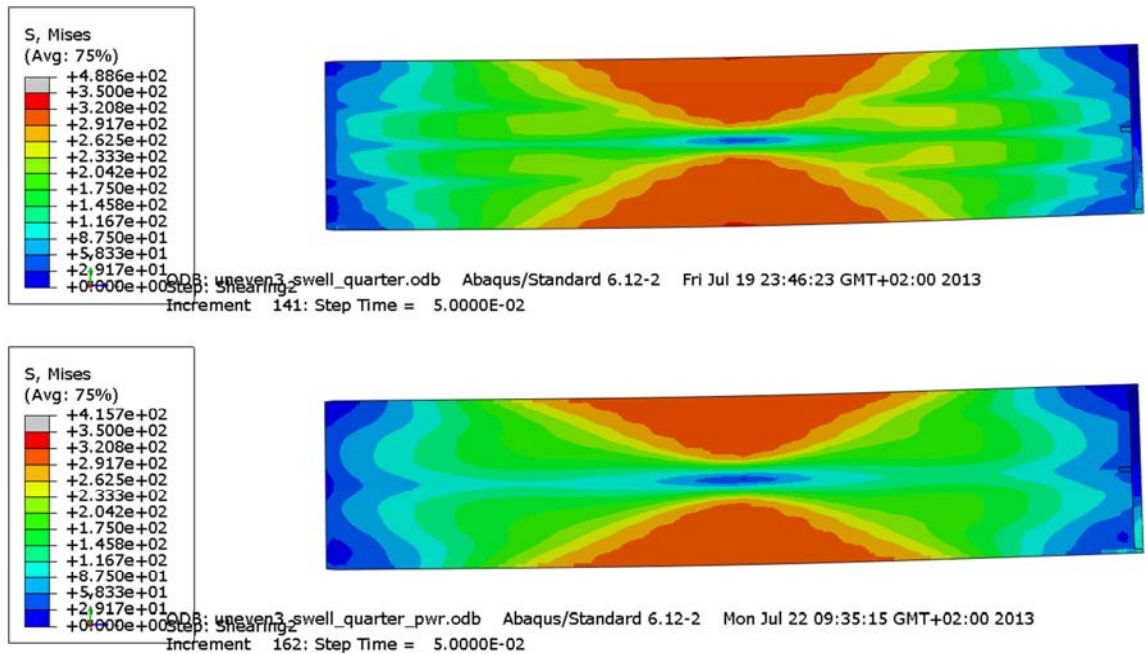 S, Mises
(Avg: 75%)
+4.886e+02
+3.500e+02
+3.208e+02
+2.917e+02
+2.625e+02
+2.333e+02
+2.042e+02
+1.750e+02
+1.458e+02
+1.167e+02
+8.750e+01
+5.833e+01
+2.917e+01
+0.000e+00
ODB: uneven3_swell_quarter.odb Abaqus/Standard 6.12-2 Fri Jul 19 23:46:23 GMT+02:00 2013
Step: Shearing2
Increment 141: Step Time = 5.0000E-02
S, Mises
(Avg: 75%)
+4.157e+02
+3.500e+02
+3.208e+02
+2.917e+02
+2.625e+02
+2.333e+02
+2.042e+02
+1.750e+02
+1.458e+02
+1.167e+02
+8.750e+01
+5.833e+01
+2.917e+01
+0.000e+00
ODB: uneven3_swell_quarter_pwr.odb Abaqus/Standard 6.12-2 Mon Jul 22 09:35:15 GMT+02:00 2013
Step: Shearing2
Increment 162: Step Time = 5.0000E-02